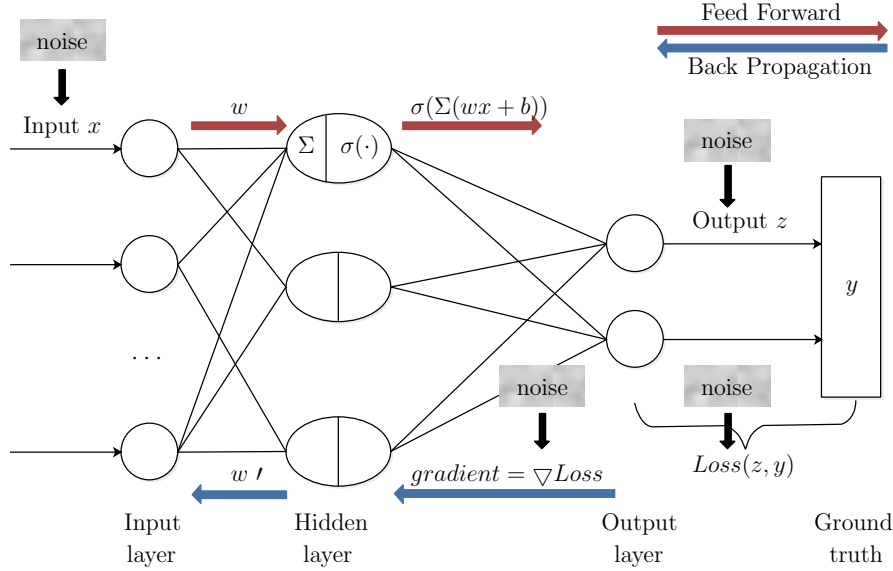 Feed Forward
Back Propagation
noise
Input x
w
σ(Σ(wx + b))
Σ
σ(·)
noise
Output z
y
...
noise
noise
w ′
gradient = ▽Loss
Loss(z, y)
Input
layer
Hidden
layer
Output
layer
Ground
truth